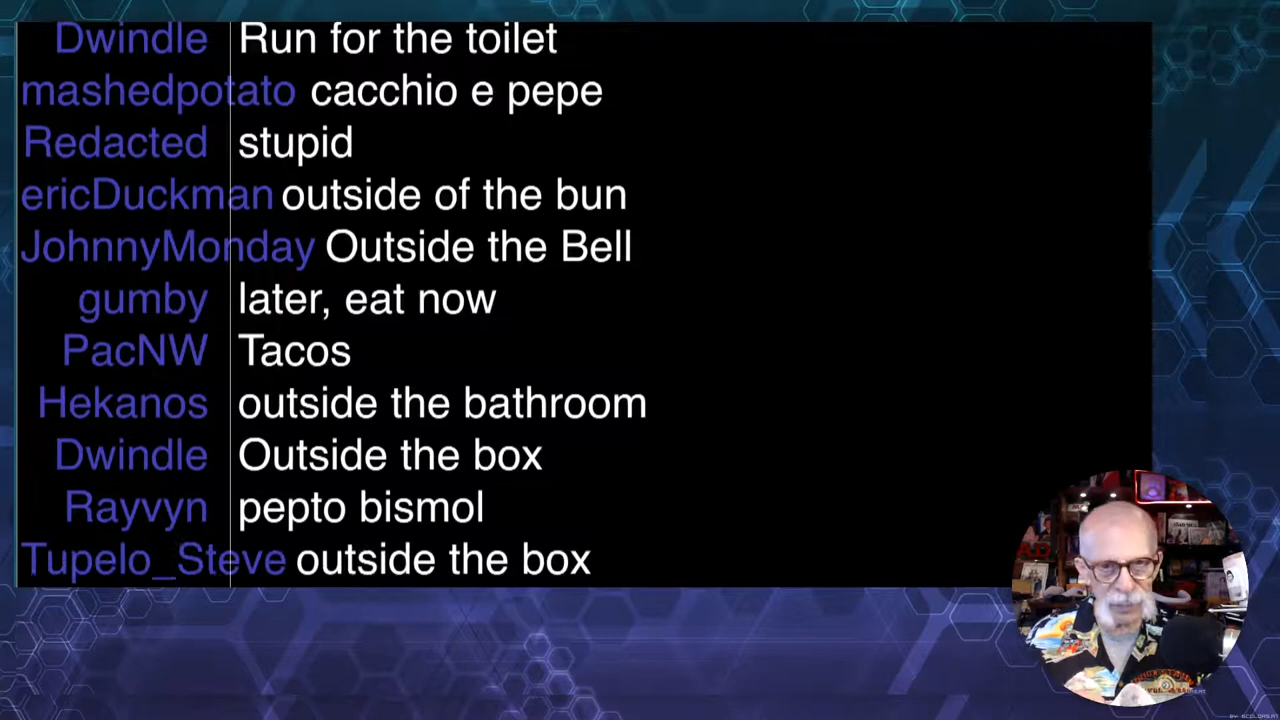 Dwindle Run for the toilet
mashedpotato cacchio e pepe
Redacted stupid
ericDuckman outside of the bun
JohnnyMonday Outside the Bell
gumby later, eat now
PacNW Tacos
Hekanos outside the bathroom
Dwindle Outside the box
Rayvyn pepto bismol
Tupelo_Steve outside the box